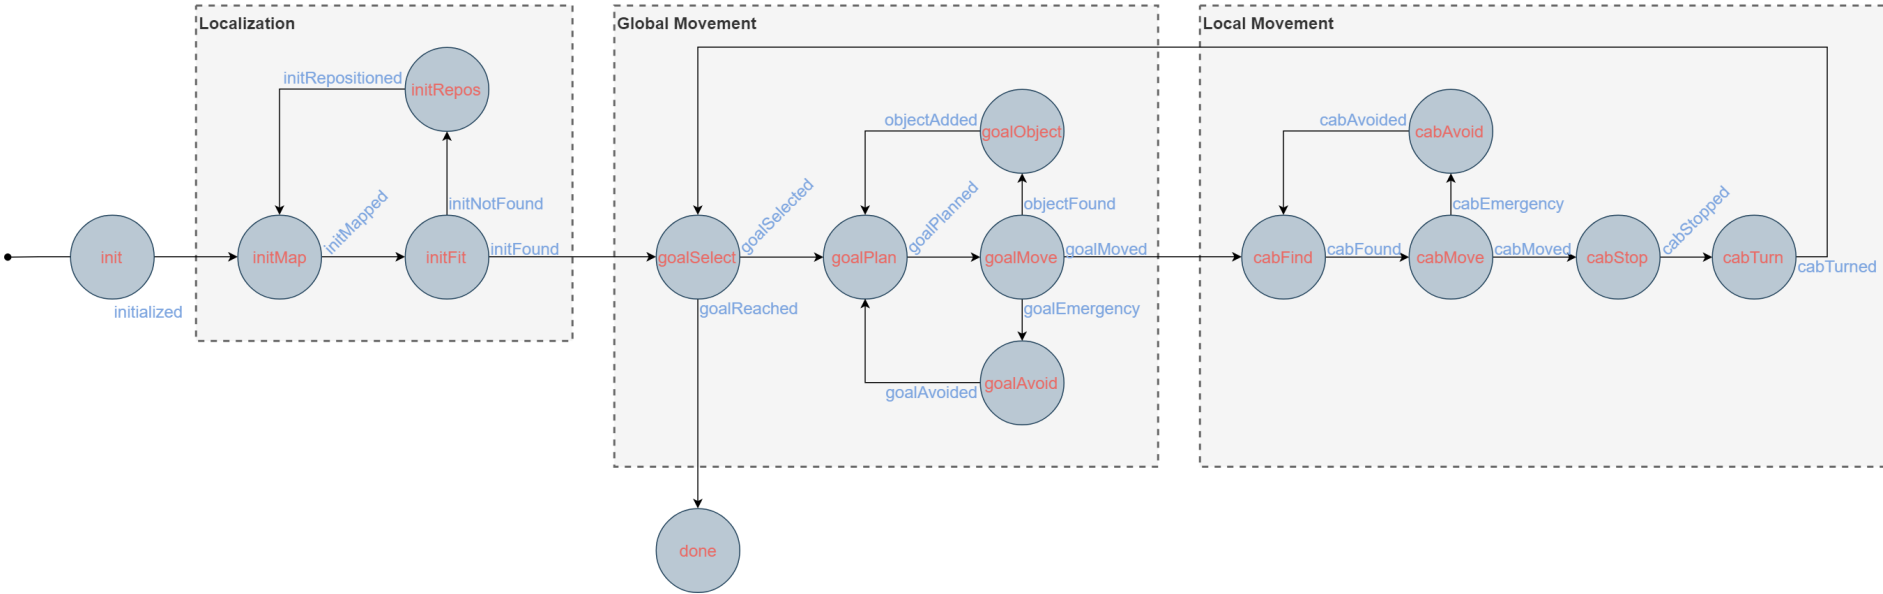 Localization
Global Movement
Local Movement
initRepositioned
initRepos
objectAdded
goalObject
cabAvoided
cabAvoid
initMapped
initNotFound
goalSelected
goalPlanned
objectFound
cabEmergency
cabStopped
init
initMap
initFit
initFound
goalSelect
goalPlan
goalMove
goalMoved
cabFind
cabFound
cabMove
cabMoved
cabStop
cabTurn
cabTurned
initialized
goalReached
goalEmergency
goalAvoided
goalAvoid
done